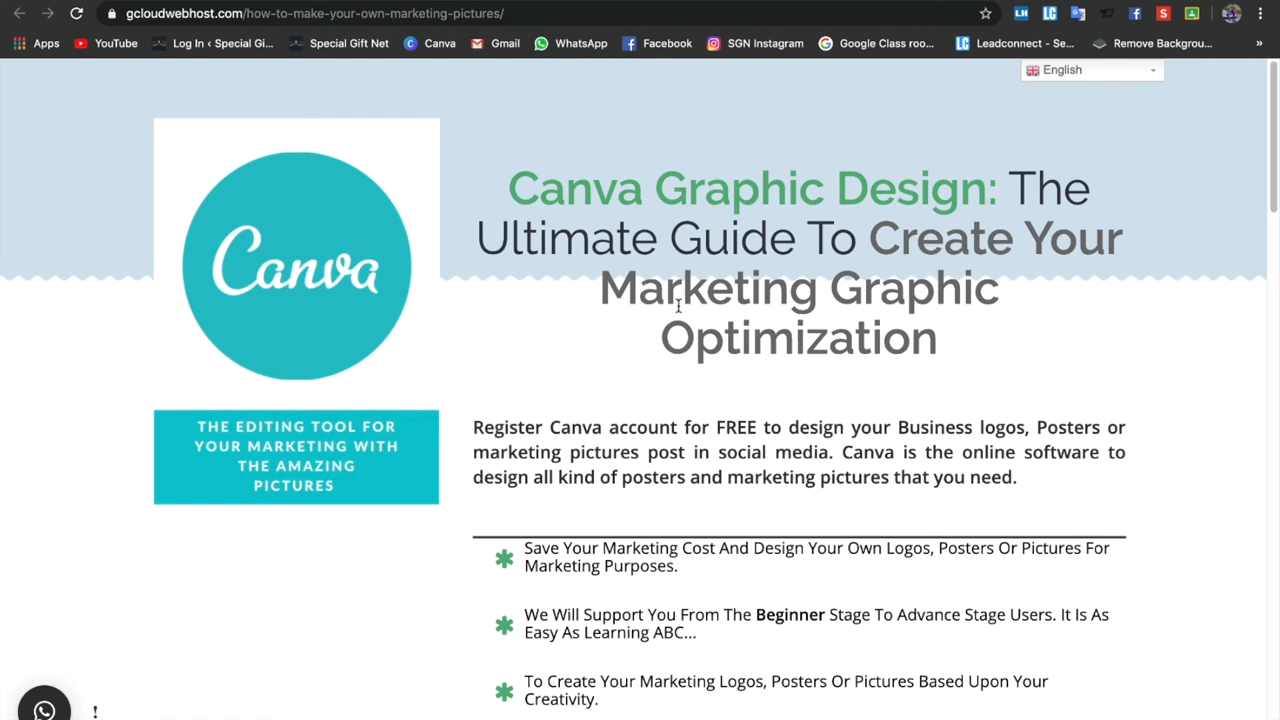 gcloudwebhost.com/how-to-make-your-own-marketing-pictures/
Apps YouTube Log In ‹ Special Gi... Special Gift Net Canva Gmail WhatsApp Facebook SGN Instagram Google Class roo... Leadconnect - Se... Remove Backgrou... »
English
Canva
Canva Graphic Design: The
Ultimate Guide To Create Your
Marketing Graphic
Optimization
THE EDITING TOOL FOR
YOUR MARKETING WITH
THE AMAZING
PICTURES
Register Canva account for FREE to design your Business logos, Posters or
marketing pictures post in social media. Canva is the online software to
design all kind of posters and marketing pictures that you need.
Save Your Marketing Cost And Design Your Own Logos, Posters Or Pictures For
Marketing Purposes.
We Will Support You From The Beginner Stage To Advance Stage Users. It Is As
Easy As Learning ABC...
To Create Your Marketing Logos, Posters Or Pictures Based Upon Your
Creativity.
!